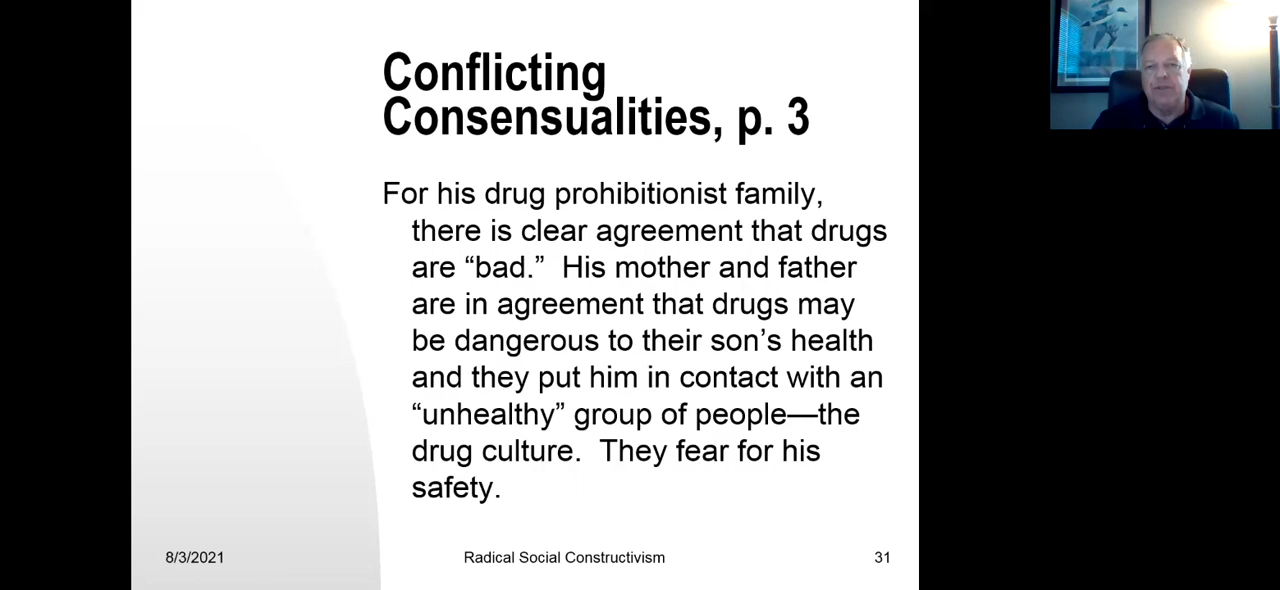 Conflicting
Consensualities, p. 3
For his drug prohibitionist family,
there is clear agreement that drugs
are “bad.”  His mother and father
are in agreement that drugs may
be dangerous to their son’s health
and they put him in contact with an
“unhealthy” group of people—the
drug culture.  They fear for his
safety.
8/3/2021
Radical Social Constructivism
31